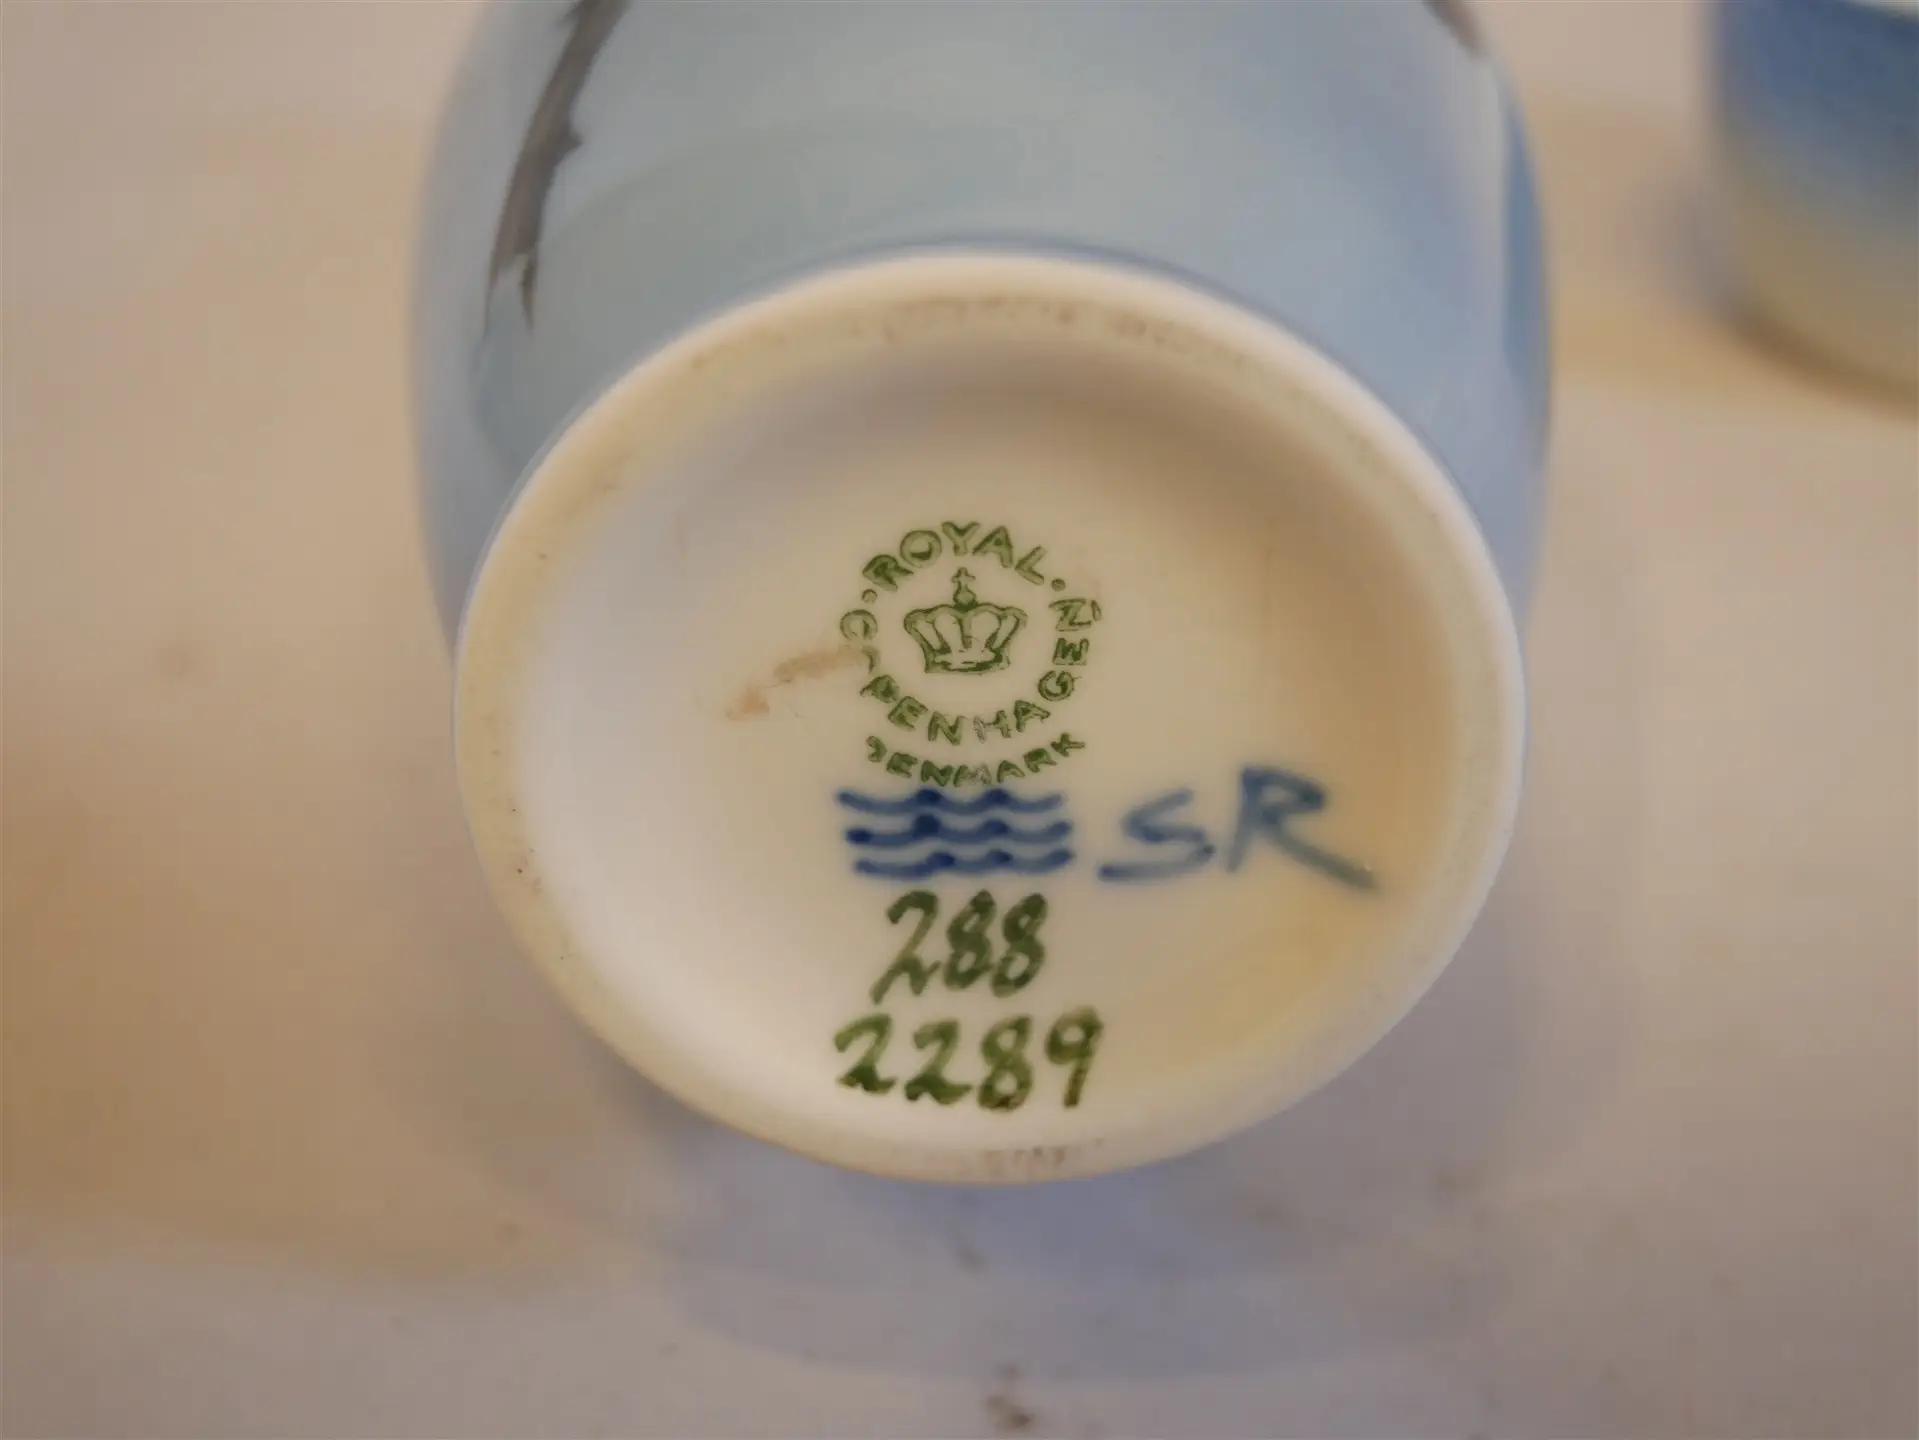 ROYAL
COPENHAGEN
DENMARK
SR
288
2289